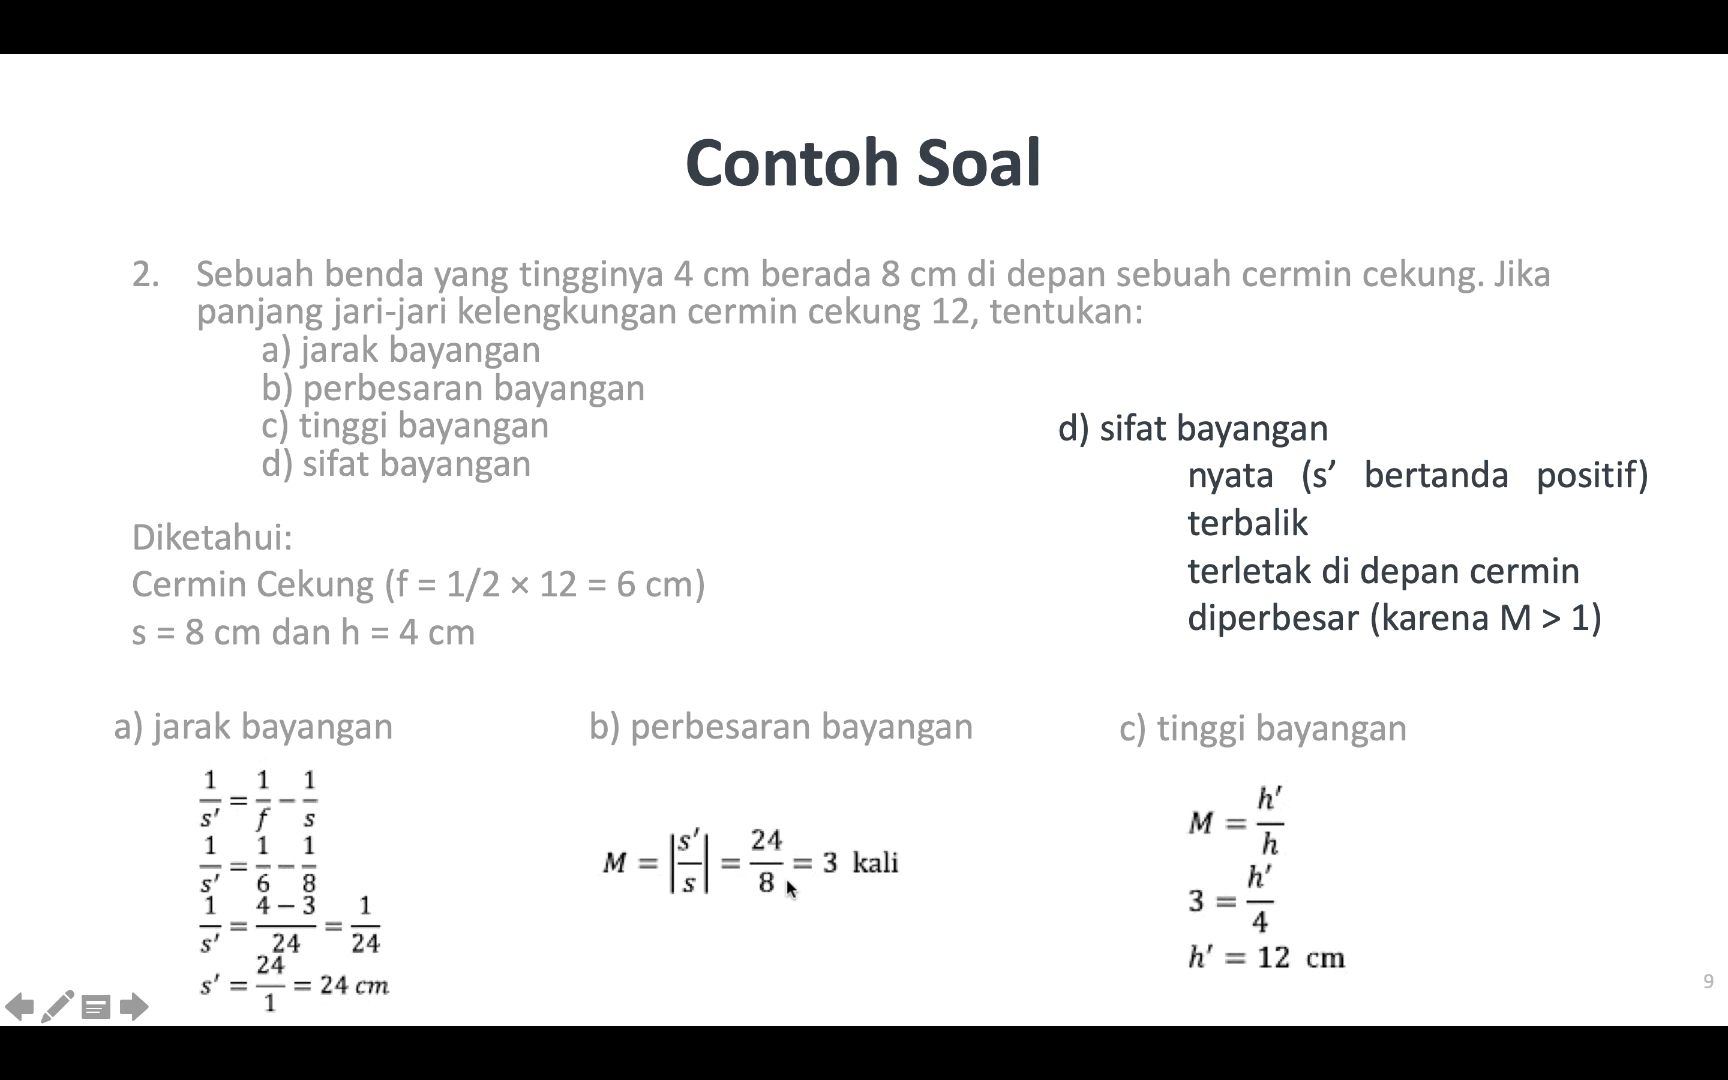 Contoh Soal
2. Sebuah benda yang tingginya 4 cm berada 8 cm di depan sebuah cermin cekung. Jika
panjang jari-jari kelengkungan cermin cekung 12, tentukan:
a) jarak bayangan
b) perbesaran bayangan
c) tinggi bayangan
d) sifat bayangan
d) sifat bayangan
nyata (s’ bertanda positif)
terbalik
terletak di depan cermin
diperbesar (karena M > 1)
Diketahui:
Cermin Cekung (f = 1/2 × 12 = 6 cm)
s = 8 cm dan h = 4 cm
a) jarak bayangan
1/s' = 1/f − 1/s
1/s' = 1/6 − 1/8
1/s' = (4 − 3)/24 = 1/24
s' = 24/1 = 24 cm
b) perbesaran bayangan
M = |s'/s| = 24/8 = 3 kali
c) tinggi bayangan
M = h'/h
3 = h'/4
h' = 12 cm
9